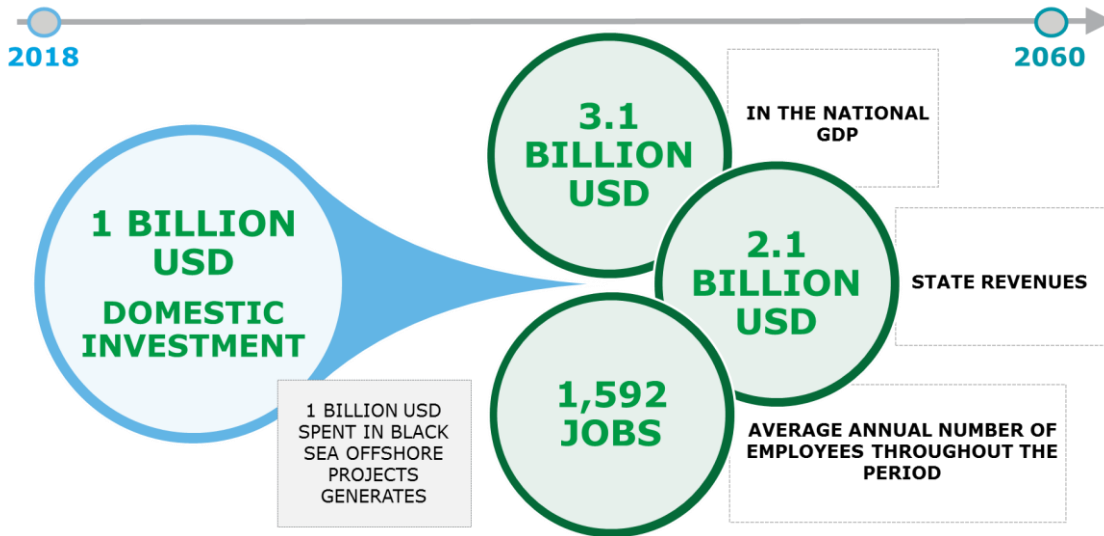 2018
2060
1 BILLION
USD
DOMESTIC
INVESTMENT
1 BILLION USD
SPENT IN BLACK
SEA OFFSHORE
PROJECTS
GENERATES
3.1
BILLION
USD
IN THE NATIONAL
GDP
2.1
BILLION
USD
STATE REVENUES
1,592
JOBS
AVERAGE ANNUAL NUMBER OF
EMPLOYEES THROUGHOUT THE
PERIOD